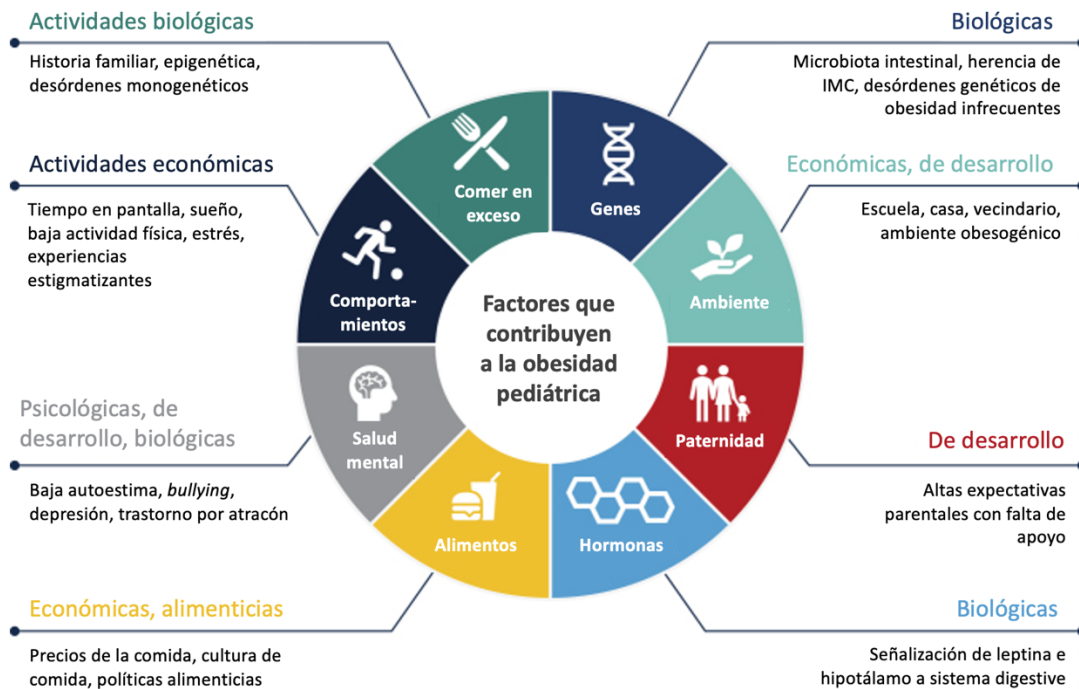 Actividades biológicas
Historia familiar, epigenética,
desórdenes monogenéticos
Biológicas
Microbiota intestinal, herencia de
IMC, desórdenes genéticos de
obesidad infrecuentes
Actividades económicas
Tiempo en pantalla, sueño,
baja actividad física, estrés,
experiencias
estigmatizantes
Económicas, de desarrollo
Escuela, casa, vecindario,
ambiente obesogénico
Comer en
exceso
Genes
Comporta-
mientos
Ambiente
Factores que
contribuyen
a la obesidad
pediátrica
Salud
mental
Paternidad
Alimentos
Hormonas
Psicológicas, de
desarrollo, biológicas
Baja autoestima, bullying,
depresión, trastorno por atracón
De desarrollo
Altas expectativas
parentales con falta de
apoyo
Económicas, alimenticias
Precios de la comida, cultura de
comida, políticas alimenticias
Biológicas
Señalización de leptina e
hipotálamo a sistema digestive